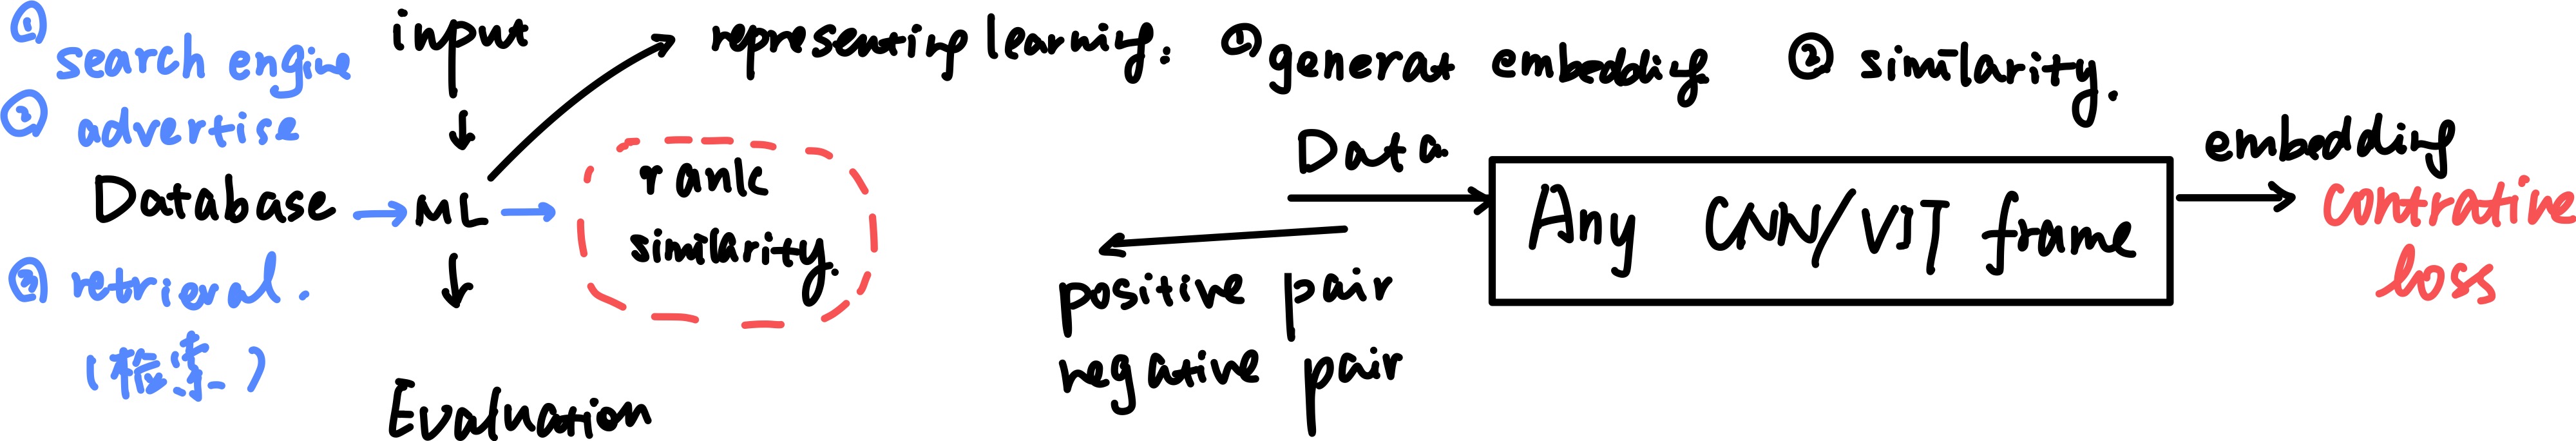 ① search engine
② advertise
Database
③ retrieval.
(检索)
input
ML
Evaluation
rank
similarity.
representing learning: ① generat embedding ② similarity.
Data
positive pair
negative pair
Any CNN/VIT frame
embedding
contrative
loss